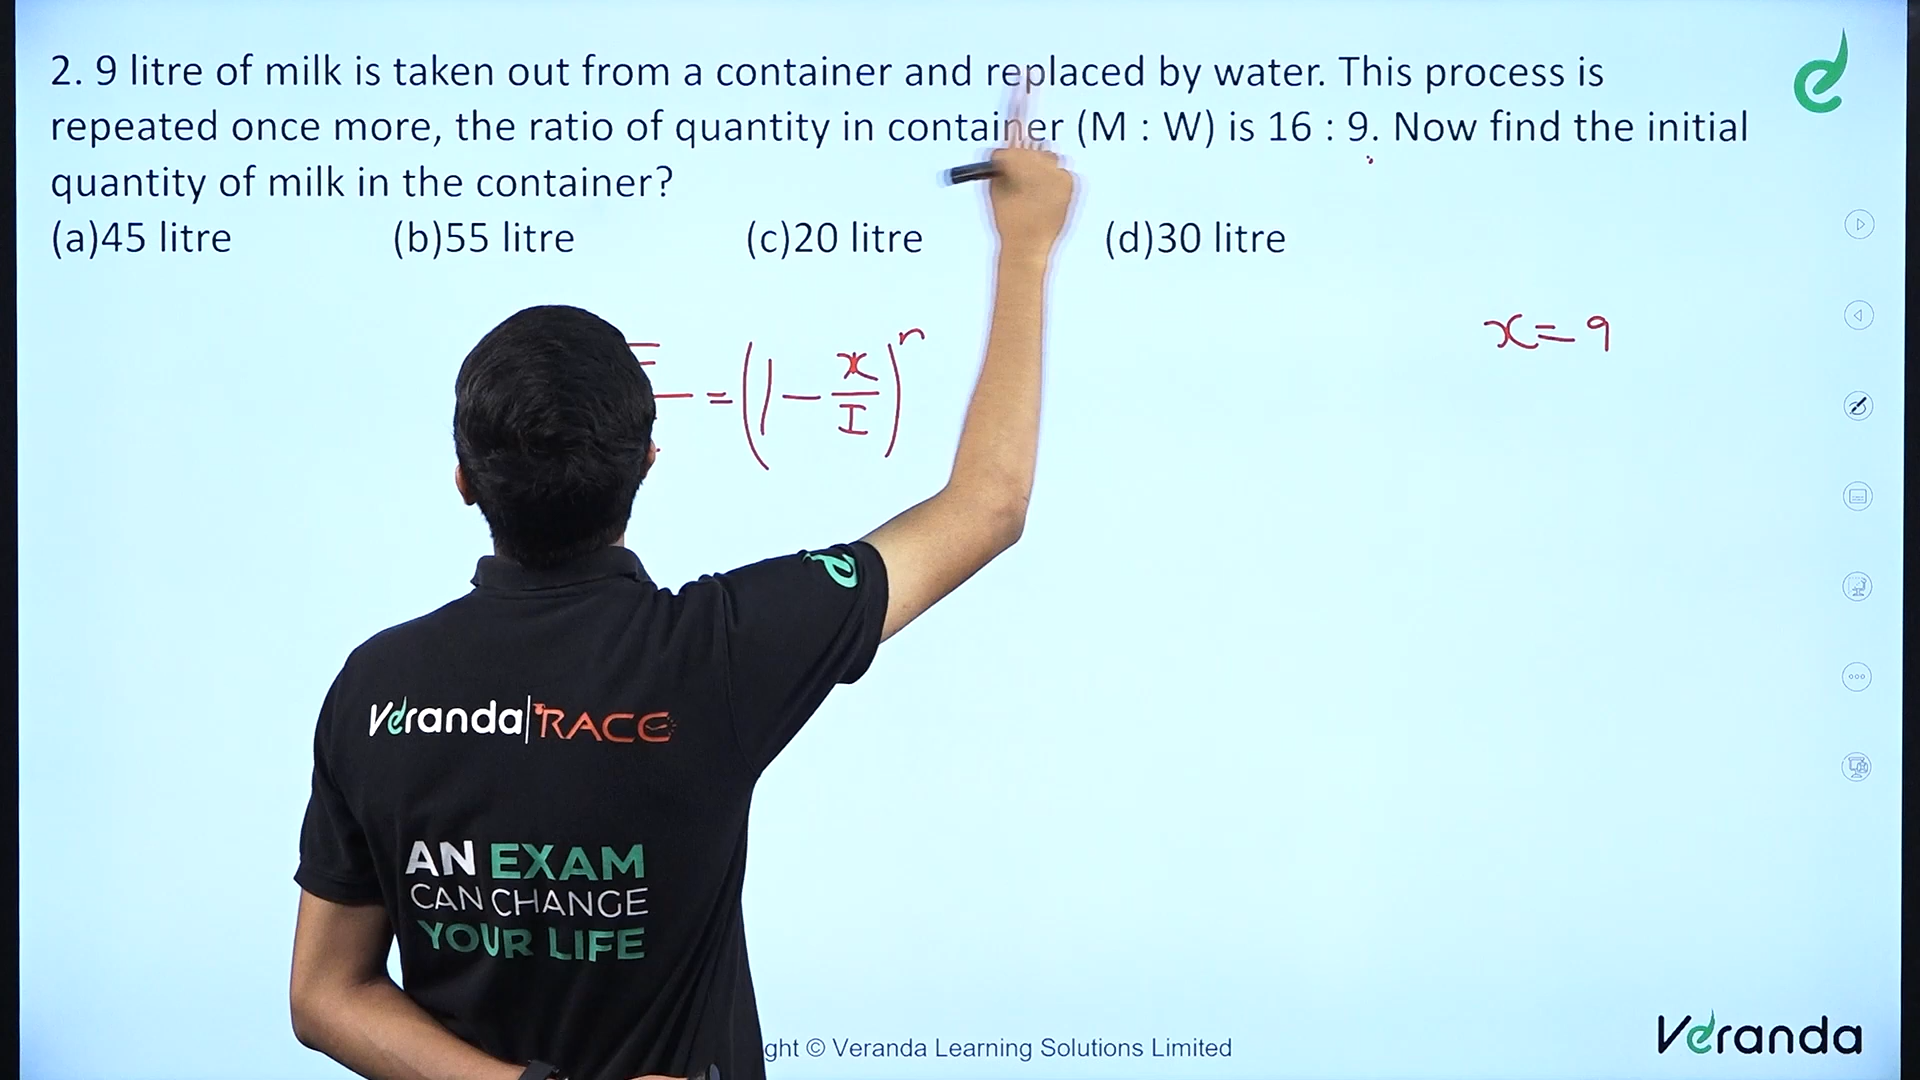 2. 9 litre of milk is taken out from a container and replaced by water. This process is
repeated once more, the ratio of quantity in container (M : W) is 16 : 9. Now find the initial
quantity of milk in the container?
(a)45 litre (b)55 litre (c)20 litre (d)30 litre
x = 9
= (1 - x/I)^n
Veranda RACE
AN EXAM
CAN CHANGE
YOUR LIFE
ght © Veranda Learning Solutions Limited
Veranda